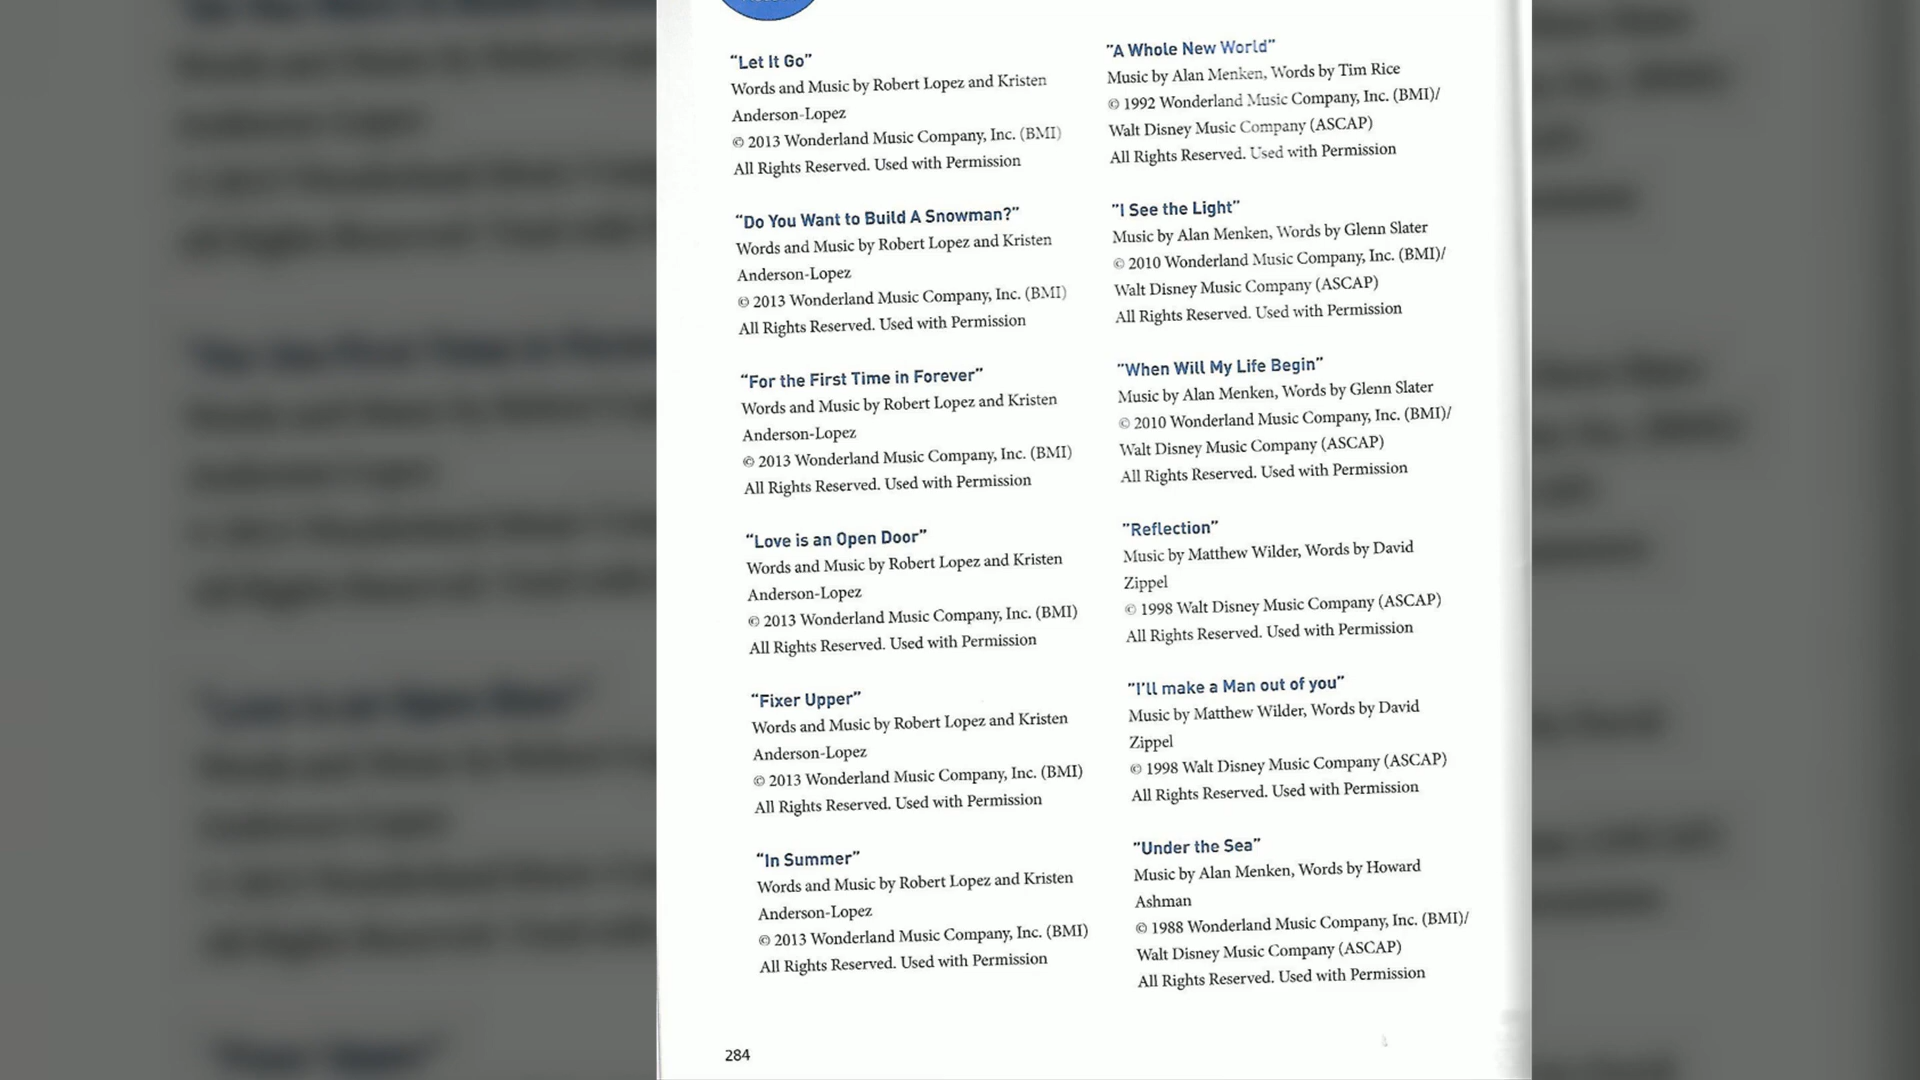 “Let It Go”
Words and Music by Robert Lopez and Kristen
Anderson-Lopez
© 2013 Wonderland Music Company, Inc. (BMI)
All Rights Reserved. Used with Permission
“Do You Want to Build A Snowman?”
Words and Music by Robert Lopez and Kristen
Anderson-Lopez
© 2013 Wonderland Music Company, Inc. (BMI)
All Rights Reserved. Used with Permission
“For the First Time in Forever”
Words and Music by Robert Lopez and Kristen
Anderson-Lopez
© 2013 Wonderland Music Company, Inc. (BMI)
All Rights Reserved. Used with Permission
“Love is an Open Door”
Words and Music by Robert Lopez and Kristen
Anderson-Lopez
© 2013 Wonderland Music Company, Inc. (BMI)
All Rights Reserved. Used with Permission
“Fixer Upper”
Words and Music by Robert Lopez and Kristen
Anderson-Lopez
© 2013 Wonderland Music Company, Inc. (BMI)
All Rights Reserved. Used with Permission
“In Summer”
Words and Music by Robert Lopez and Kristen
Anderson-Lopez
© 2013 Wonderland Music Company, Inc. (BMI)
All Rights Reserved. Used with Permission
“A Whole New World”
Music by Alan Menken, Words by Tim Rice
© 1992 Wonderland Music Company, Inc. (BMI)/
Walt Disney Music Company (ASCAP)
All Rights Reserved. Used with Permission
“I See the Light”
Music by Alan Menken, Words by Glenn Slater
© 2010 Wonderland Music Company, Inc. (BMI)/
Walt Disney Music Company (ASCAP)
All Rights Reserved. Used with Permission
“When Will My Life Begin”
Music by Alan Menken, Words by Glenn Slater
© 2010 Wonderland Music Company, Inc. (BMI)/
Walt Disney Music Company (ASCAP)
All Rights Reserved. Used with Permission
“Reflection”
Music by Matthew Wilder, Words by David
Zippel
© 1998 Walt Disney Music Company (ASCAP)
All Rights Reserved. Used with Permission
“I’ll make a Man out of you”
Music by Matthew Wilder, Words by David
Zippel
© 1998 Walt Disney Music Company (ASCAP)
All Rights Reserved. Used with Permission
“Under the Sea”
Music by Alan Menken, Words by Howard
Ashman
© 1988 Wonderland Music Company, Inc. (BMI)/
Walt Disney Music Company (ASCAP)
All Rights Reserved. Used with Permission
284